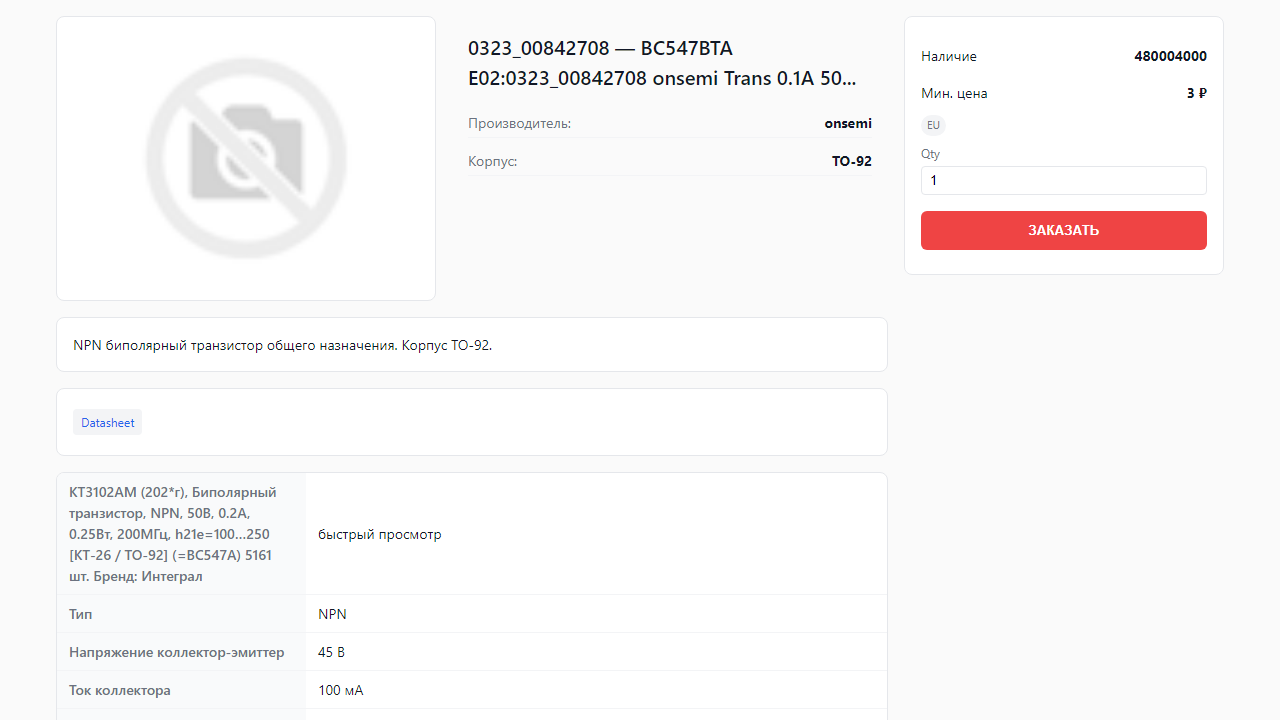 0323_00842708 — BC547BTA
E02:0323_00842708 onsemi Trans 0.1A 50...
Производитель: onsemi
Корпус: TO-92
Наличие 480004000
Мин. цена 3 ₽
EU
Qty
1
ЗАКАЗАТЬ
NPN биполярный транзистор общего назначения. Корпус TO-92.
Datasheet
КТ3102АМ (202*г), Биполярный
транзистор, NPN, 50В, 0.2А,
0.25Вт, 200МГц, h21e=100...250
[КТ-26 / TO-92] (=BC547A) 5161
шт. Бренд: Интеграл
быстрый просмотр
Тип NPN
Напряжение коллектор-эмиттер 45 В
Ток коллектора 100 мА